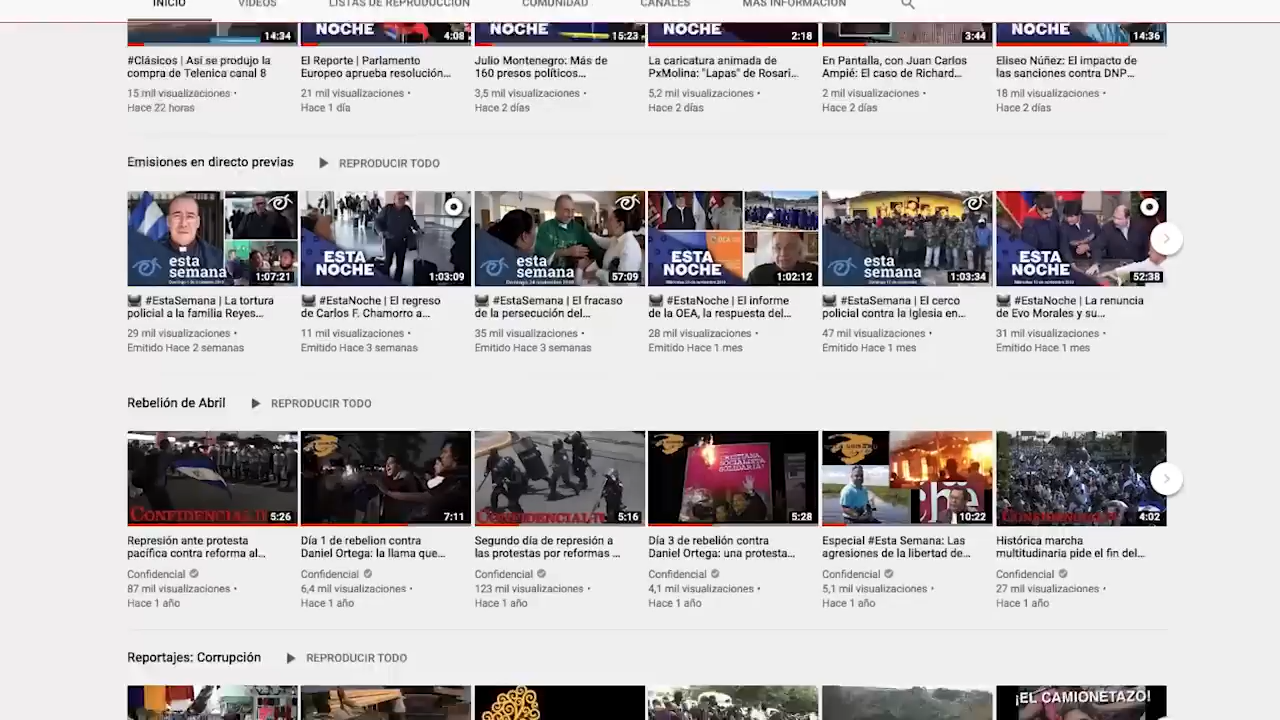 INICIO VIDEOS LISTAS DE REPRODUCCIÓN COMUNIDAD CANALES MÁS INFORMACIÓN
NOCHE NOCHE NOCHE NOCHE NOCHE
14:34 4:08 15:23 2:18 3:44 14:36
#Clásicos | Así se produjo la
compra de Telenica canal 8
15 mil visualizaciones •
Hace 22 horas
El Reporte | Parlamento
Europeo aprueba resolución...
21 mil visualizaciones •
Hace 1 día
Julio Montenegro: Más de
160 presos políticos...
3,5 mil visualizaciones •
Hace 2 días
La caricatura animada de
PxMolina: "Lapas" de Rosari...
5,2 mil visualizaciones •
Hace 2 días
En Pantalla, con Juan Carlos
Ampié: El caso de Richard...
2 mil visualizaciones •
Hace 2 días
Eliseo Núñez: El impacto de
las sanciones contra DNP...
18 mil visualizaciones •
Hace 2 días
Emisiones en directo previas REPRODUCIR TODO
esta
semana
1:07:21
ESTA
NOCHE
1:03:09
esta
semana
57:09
ESTA
NOCHE
1:02:12
esta
semana
1:03:34
ESTA
NOCHE
52:38
#EstaSemana | La tortura
policial a la familia Reyes...
29 mil visualizaciones •
Emitido Hace 2 semanas
#EstaNoche | El regreso
de Carlos F. Chamorro a...
11 mil visualizaciones •
Emitido Hace 3 semanas
#EstaSemana | El fracaso
de la persecución del...
35 mil visualizaciones •
Emitido Hace 3 semanas
#EstaNoche | El informe
de la OEA, la respuesta del...
28 mil visualizaciones •
Emitido Hace 1 mes
#EstaSemana | El cerco
policial contra la Iglesia en...
47 mil visualizaciones •
Emitido Hace 1 mes
#EstaNoche | La renuncia
de Evo Morales y su...
31 mil visualizaciones •
Emitido Hace 1 mes
Rebelión de Abril REPRODUCIR TODO
CRISTIANA
SOCIALISTA
SOLIDARIA!
CONFIDENCIAL 5:26 7:11 CONFIDENCIAL 5:16 5:28 10:22 CONFIDENCIAL 4:02
Represión ante protesta
pacífica contra reforma al...
Confidencial
87 mil visualizaciones •
Hace 1 año
Día 1 de rebelion contra
Daniel Ortega: la llama que...
Confidencial
6,4 mil visualizaciones •
Hace 1 año
Segundo día de represión a
las protestas por reformas ...
Confidencial
123 mil visualizaciones •
Hace 1 año
Día 3 de rebelión contra
Daniel Ortega: una protesta...
Confidencial
4,1 mil visualizaciones •
Hace 1 año
Especial #Esta Semana: Las
agresiones de la libertad de...
Confidencial
5,1 mil visualizaciones •
Hace 1 año
Histórica marcha
multitudinaria pide el fin del...
Confidencial
27 mil visualizaciones •
Hace 1 año
Reportajes: Corrupción REPRODUCIR TODO
¡EL CAMIONETAZO!